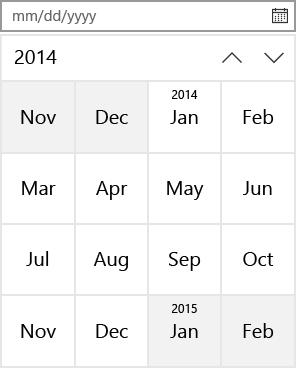 mm/dd/yyyy
2014
Nov Dec 2014 Jan Feb
Mar Apr May Jun
Jul Aug Sep Oct
Nov Dec 2015 Jan Feb